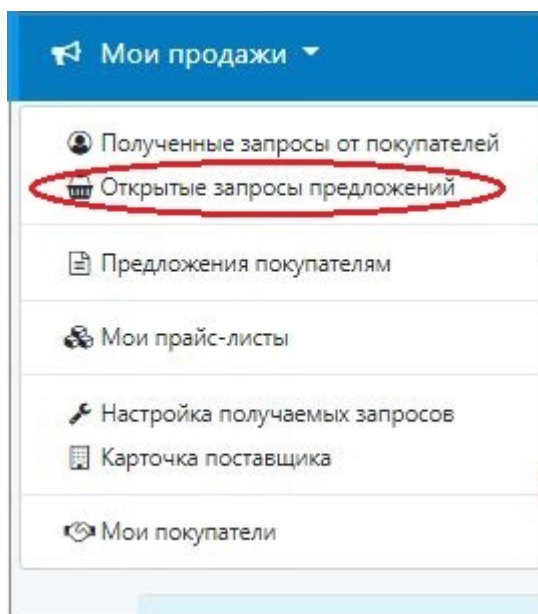 Мои продажи
Полученные запросы от покупателей
Открытые запросы предложений
Предложения покупателям
Мои прайс-листы
Настройка получаемых запросов
Карточка поставщика
Мои покупатели